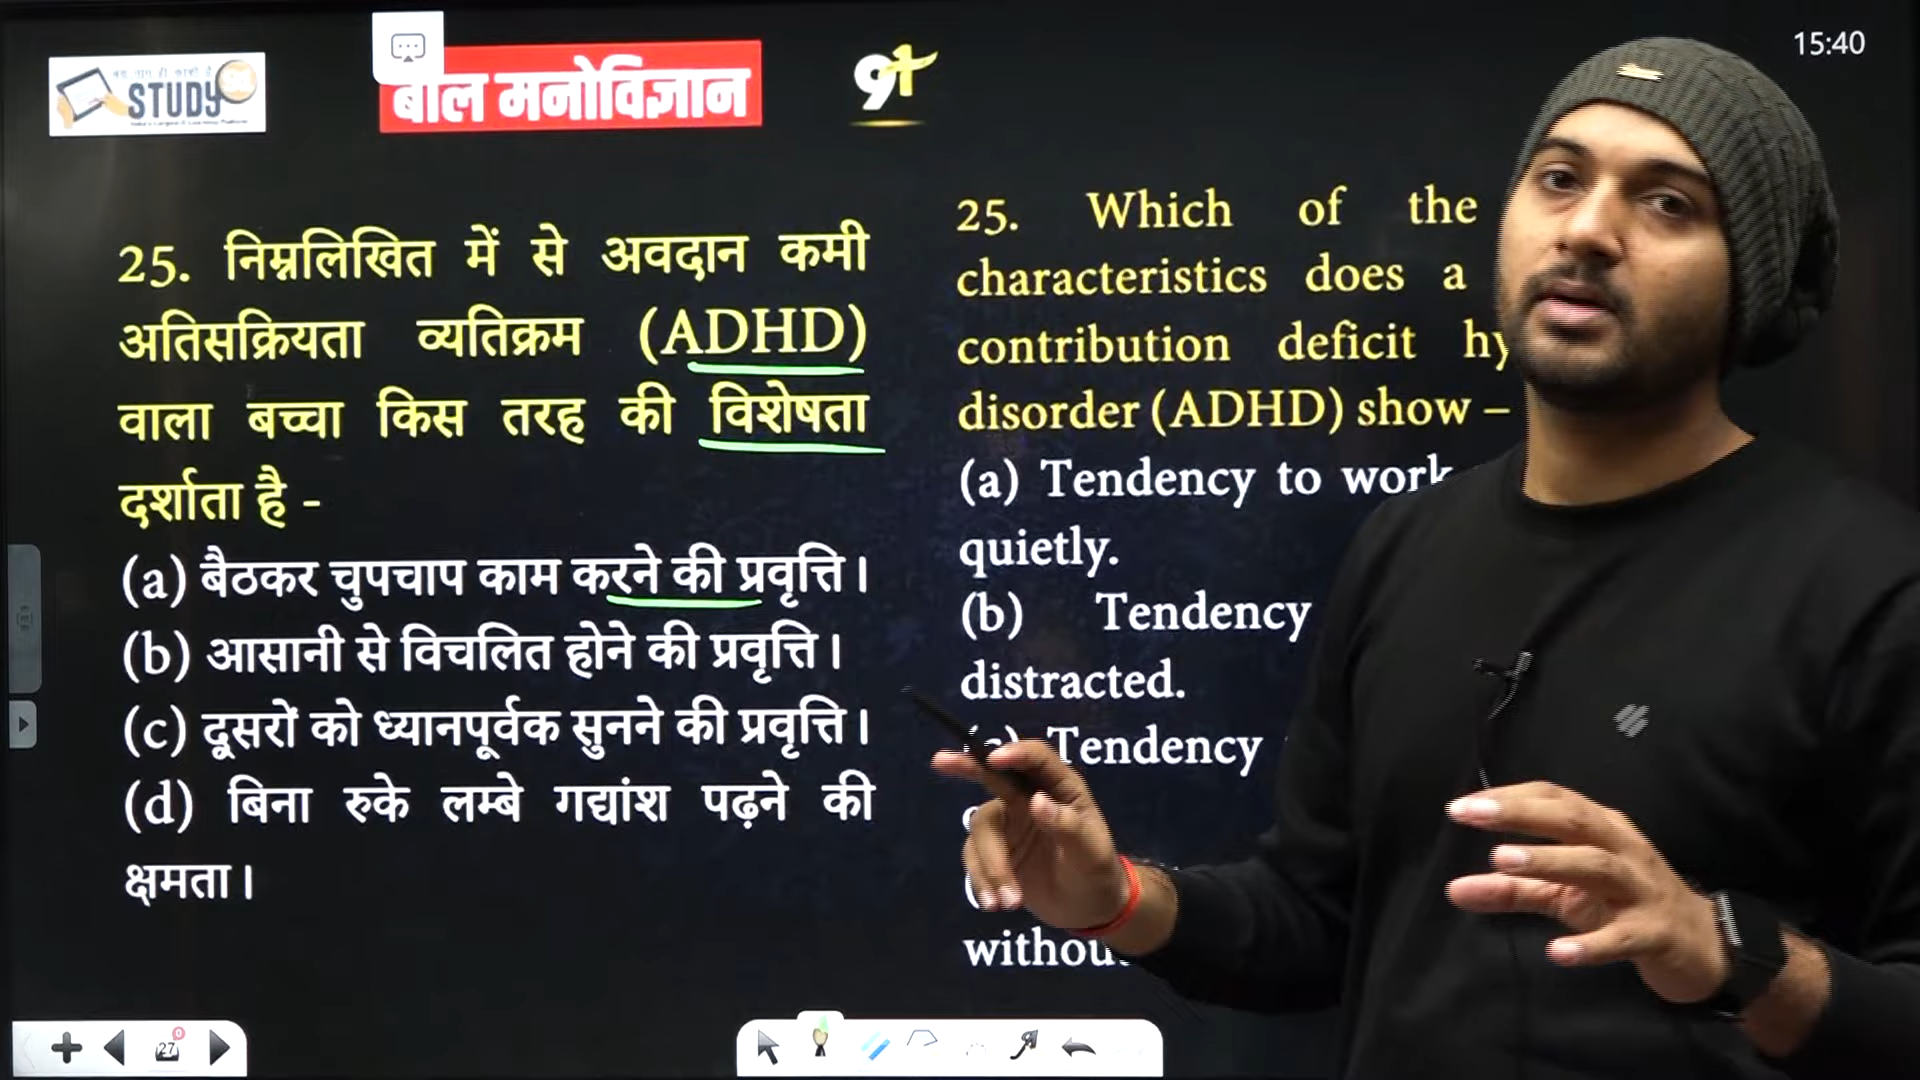 STUDY 91
बाल मनोविज्ञान
91
15:40
25. निम्नलिखित में से अवदान कमी
अतिसक्रियता व्यतिक्रम (ADHD)
वाला बच्चा किस तरह की विशेषता
दर्शाता है -
(a) बैठकर चुपचाप काम करने की प्रवृत्ति।
(b) आसानी से विचलित होने की प्रवृत्ति।
(c) दूसरों को ध्यानपूर्वक सुनने की प्रवृत्ति।
(d) बिना रुके लम्बे गद्यांश पढ़ने की
क्षमता।
25. Which of the
characteristics does a
contribution deficit
disorder (ADHD) show –
(a) Tendency to work
quietly.
(b) Tendency
distracted.
(c) Tendency
27